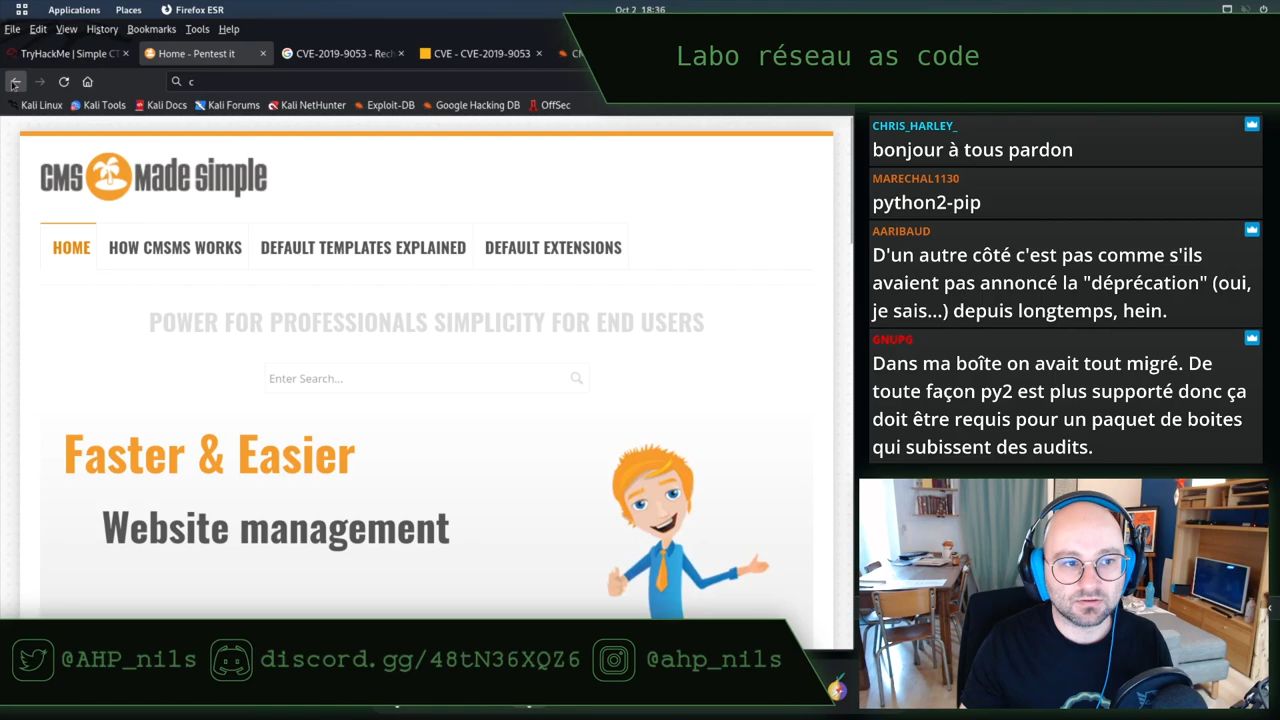 Applications Places Firefox ESR
Oct 2 18:36
File Edit View History Bookmarks Tools Help
TryHackMe | Simple CT
Home - Pentest it
CVE-2019-9053 - Rech
CVE - CVE-2019-9053
c
Kali Linux Kali Tools Kali Docs Kali Forums Kali NetHunter Exploit-DB Google Hacking DB OffSec
Labo réseau as code
CMS Made Simple
HOME HOW CMSMS WORKS DEFAULT TEMPLATES EXPLAINED DEFAULT EXTENSIONS
POWER FOR PROFESSIONALS SIMPLICITY FOR END USERS
Enter Search...
Faster & Easier
Website management
CHRIS_HARLEY_
bonjour à tous pardon
MARECHAL1130
python2-pip
AARIBAUD
D'un autre côté c'est pas comme s'ils
avaient pas annoncé la "déprécation" (oui,
je sais...) depuis longtemps, hein.
GNUPG
Dans ma boîte on avait tout migré. De
toute façon py2 est plus supporté donc ça
doit être requis pour un paquet de boites
qui subissent des audits.
@AHP_nils discord.gg/48tN36XQZ6 @ahp_nils